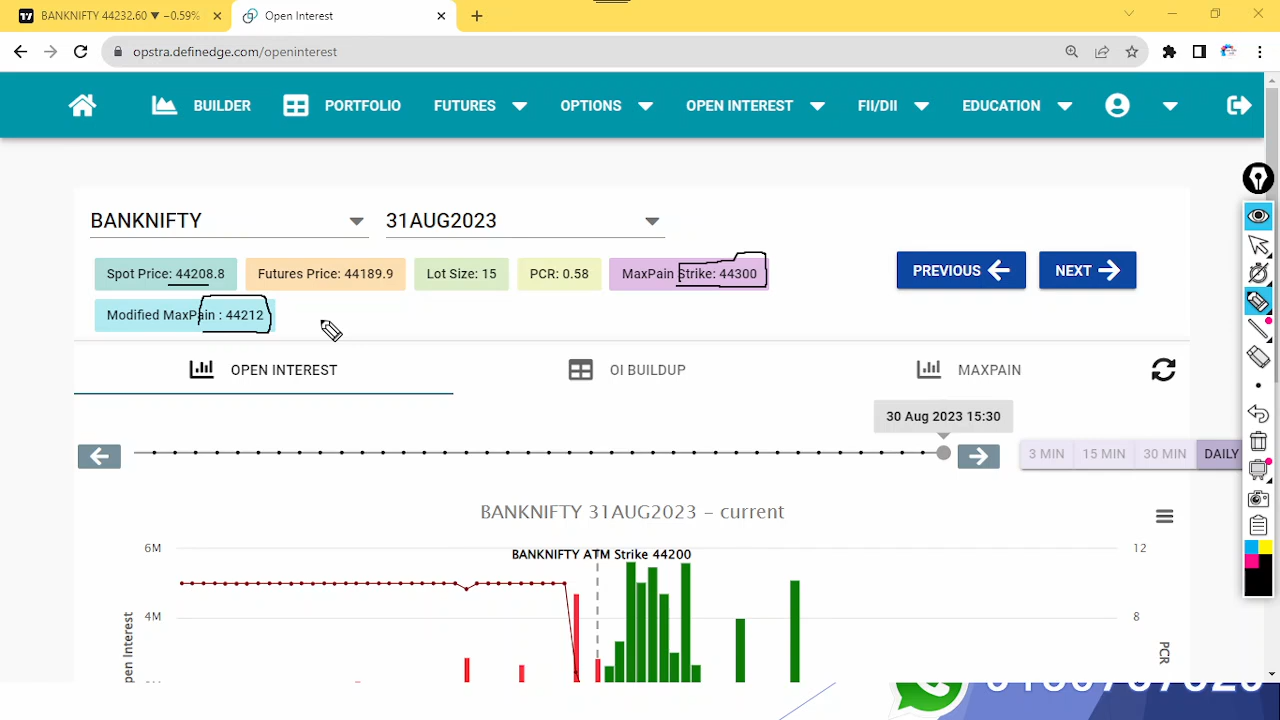 BANKNIFTY 44232.60 ▼ −0.59%
Open Interest
opstra.definedge.com/openinterest
BUILDER PORTFOLIO FUTURES OPTIONS OPEN INTEREST FII/DII EDUCATION
BANKNIFTY 31AUG2023
Spot Price: 44208.8 Futures Price: 44189.9 Lot Size: 15 PCR: 0.58 MaxPain Strike: 44300
PREVIOUS NEXT
Modified MaxPain : 44212
OPEN INTEREST OI BUILDUP MAXPAIN
30 Aug 2023 15:30
3 MIN 15 MIN 30 MIN DAILY
BANKNIFTY 31AUG2023 – current
6M BANKNIFTY ATM Strike 44200 12
4M 8
PCR